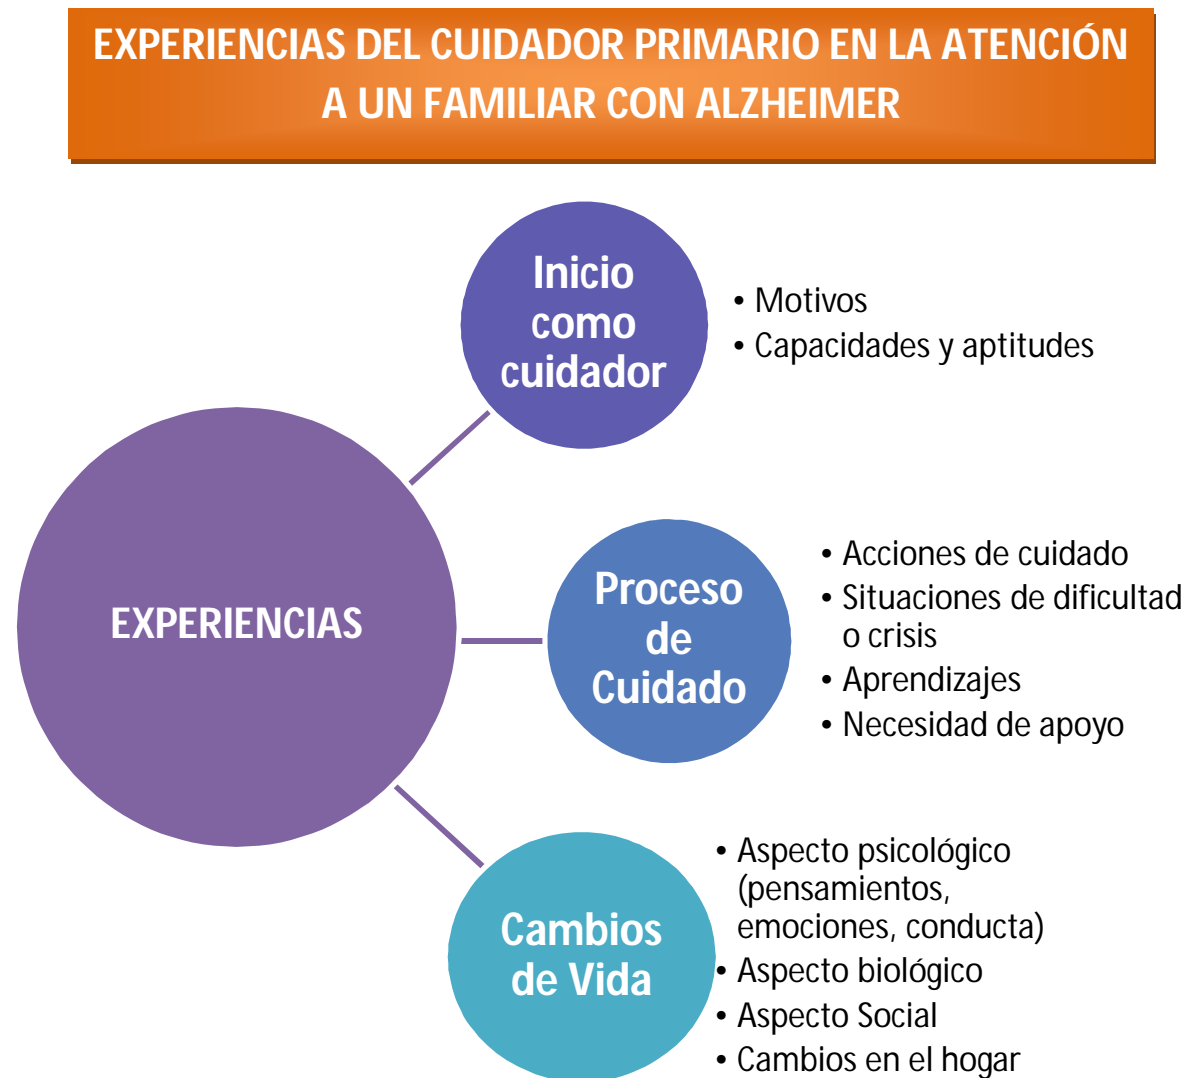 EXPERIENCIAS DEL CUIDADOR PRIMARIO EN LA ATENCIÓN
A UN FAMILIAR CON ALZHEIMER
Inicio
como
cuidador
• Motivos
• Capacidades y aptitudes
EXPERIENCIAS
Proceso
de
Cuidado
• Acciones de cuidado
• Situaciones de dificultad
o crisis
• Aprendizajes
• Necesidad de apoyo
Cambios
de Vida
• Aspecto psicológico
(pensamientos,
emociones, conducta)
• Aspecto biológico
• Aspecto Social
• Cambios en el hogar